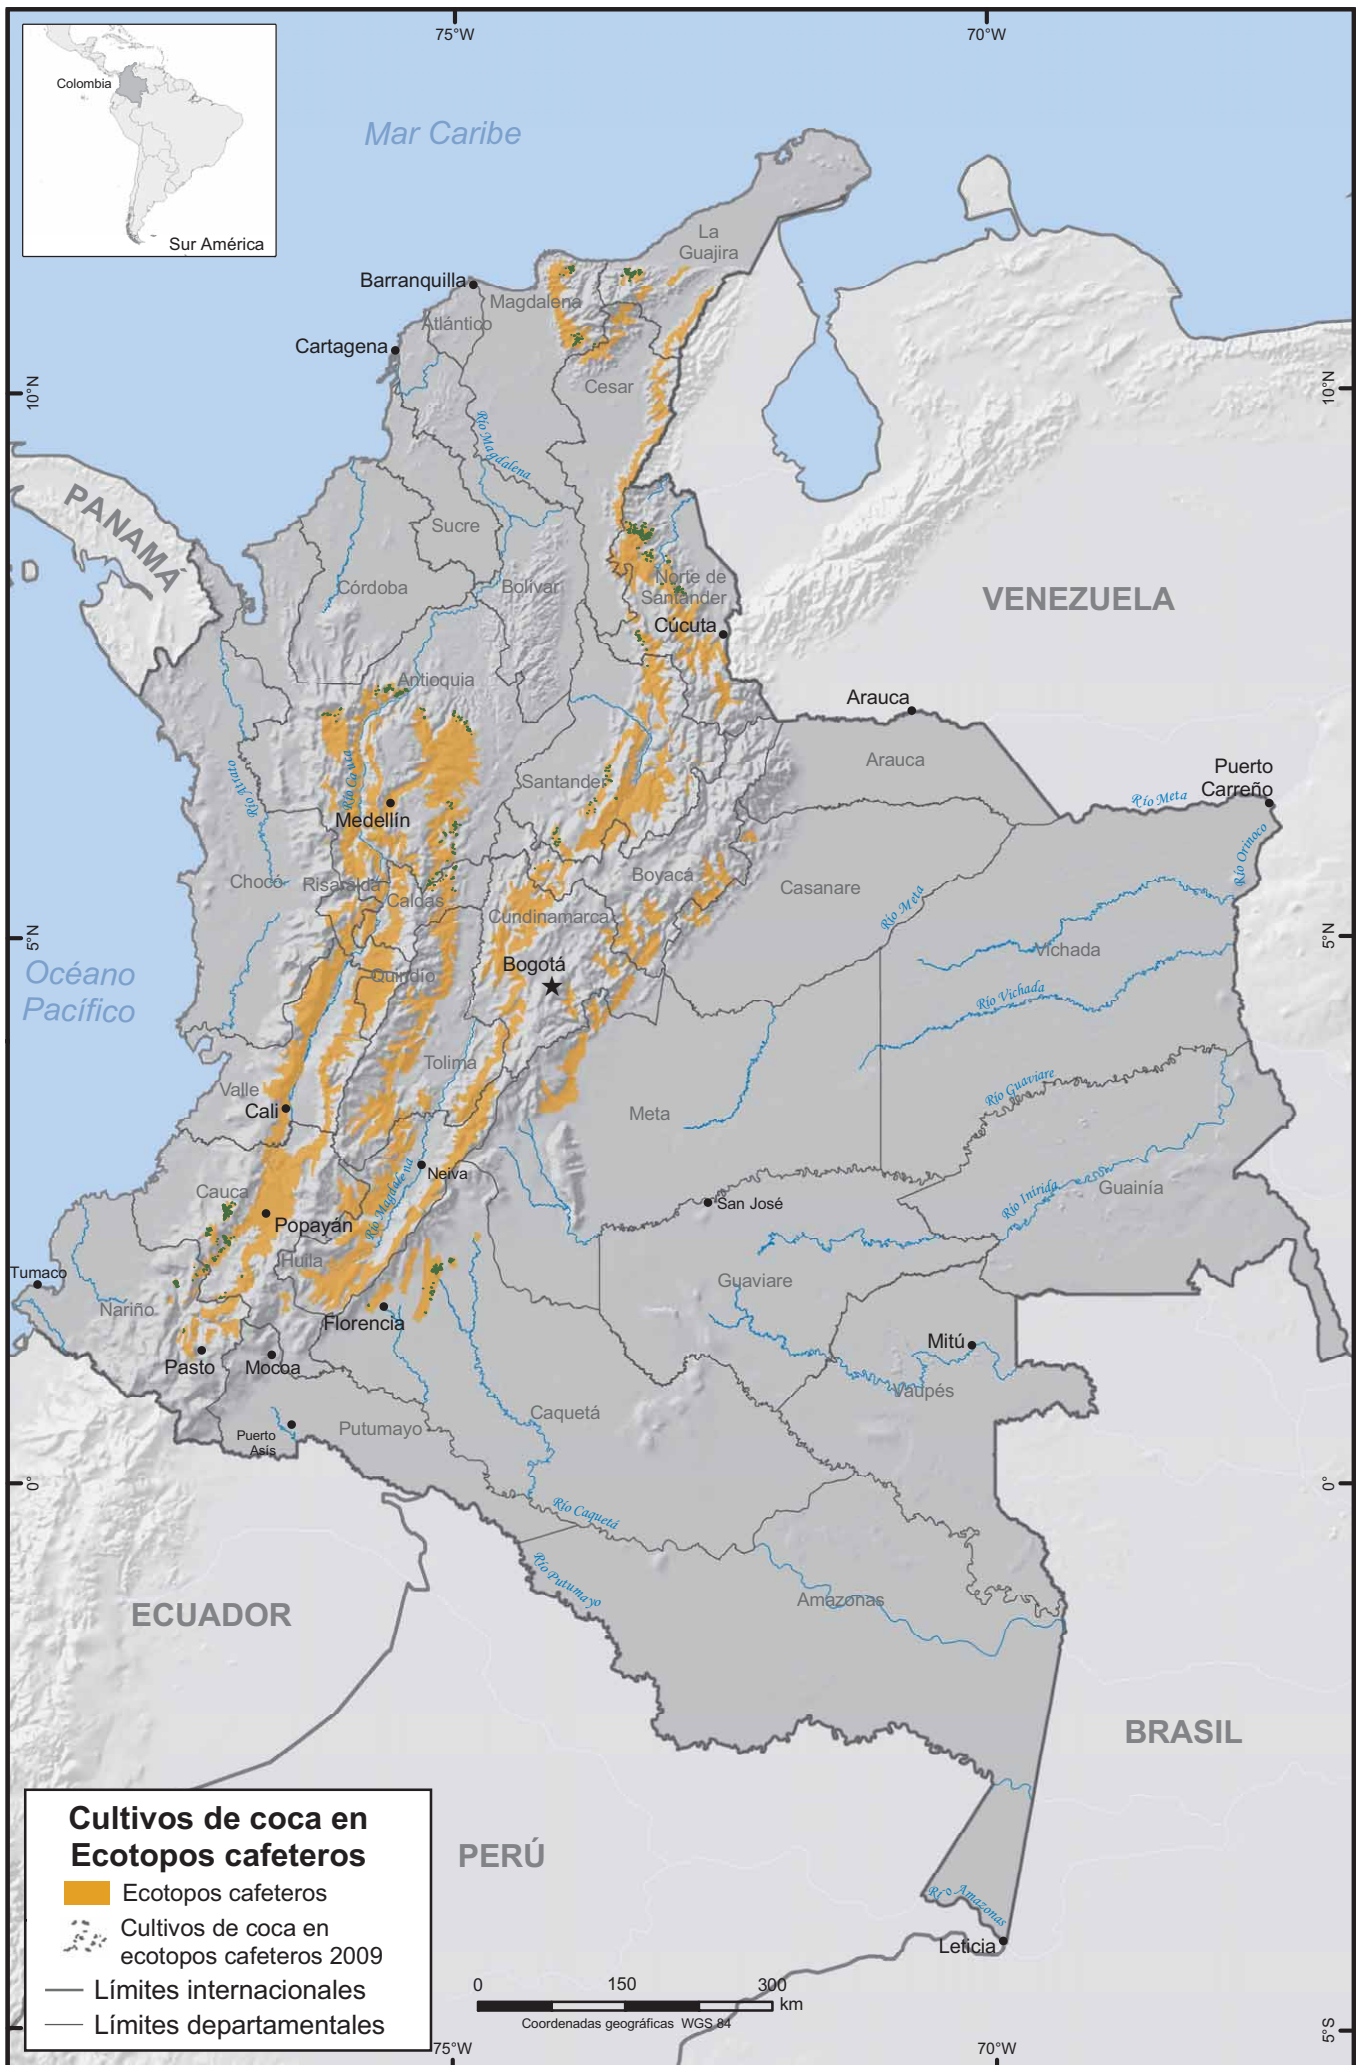 75°W
70°W
Colombia
Sur América
Mar Caribe
La
Guajira
Barranquilla
Magdalena
Atlántico
Cartagena
Cesar
10°N
10°N
Río Magdalena
PANAMÁ
Sucre
Córdoba
Bolívar
Norte de
Santander
VENEZUELA
Cúcuta
Antioquia
Arauca
Arauca
Río Cauca
Río Atrato
Santander
Puerto
Carreño
Río Meta
Medellín
Río Orinoco
Chocó
Risaralda
Caldas
Boyacá
Casanare
Río Meta
Cundinamarca
5°N
5°N
Vichada
Océano
Pacífico
Quindío
Bogotá
Río Vichada
Tolima
Valle
Cali
Meta
Río Guaviare
Neiva
Cauca
Río Magdalena
Popayán
San José
Río Inírida
Guainía
Huila
Tumaco
Nariño
Guaviare
Florencia
Mitú
Pasto
Mocoa
Vaupés
Caquetá
Putumayo
Puerto
Asís
0°
0°
Río Caquetá
Río Putumayo
Amazonas
ECUADOR
BRASIL
PERÚ
Río Amazonas
Leticia
Cultivos de coca en
Ecotopos cafeteros
Ecotopos cafeteros
Cultivos de coca en
ecotopos cafeteros 2009
Límites internacionales
Límites departamentales
0 150 300
km
Coordenadas geográficas WGS 84
5°S
75°W
70°W